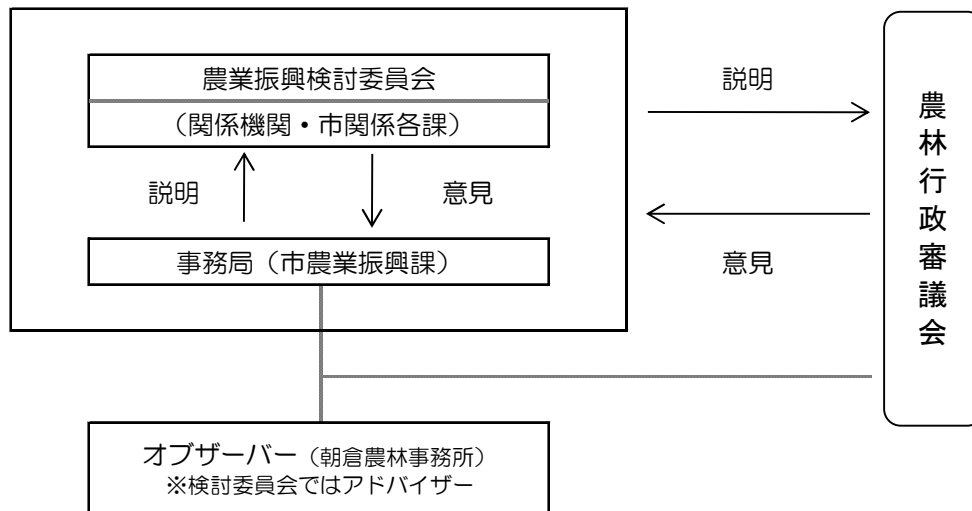 農業振興検討委員会
(関係機関・市関係各課)
説明
意見
事務局(市農業振興課)
説明
意見
農林行政審議会
オブザーバー(朝倉農林事務所)
※検討委員会ではアドバイザー